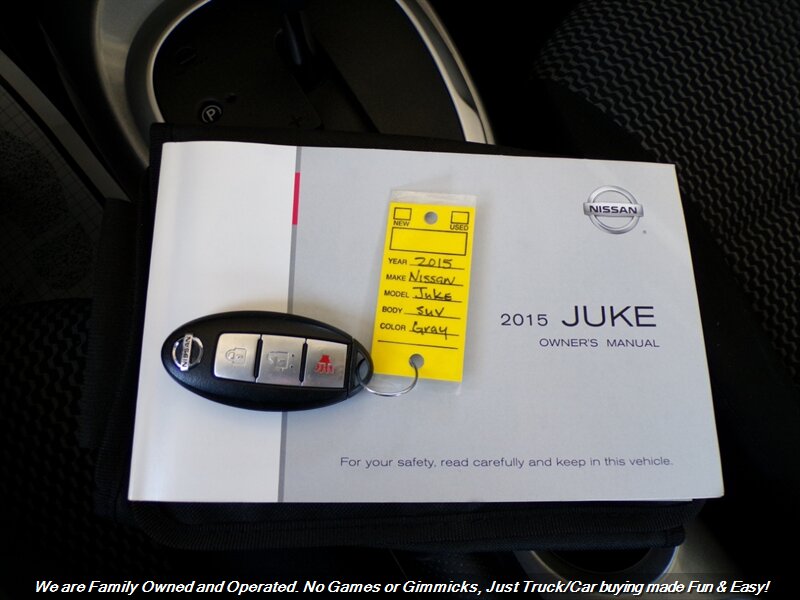 P
NISSAN
NEW USED
YEAR 2015
MAKE Nissan
MODEL Juke
BODY SUV
COLOR Gray
2015 JUKE
OWNER'S MANUAL
NISSAN
For your safety, read carefully and keep in this vehicle.
We are Family Owned and Operated. No Games or Gimmicks, Just Truck/Car buying made Fun & Easy!